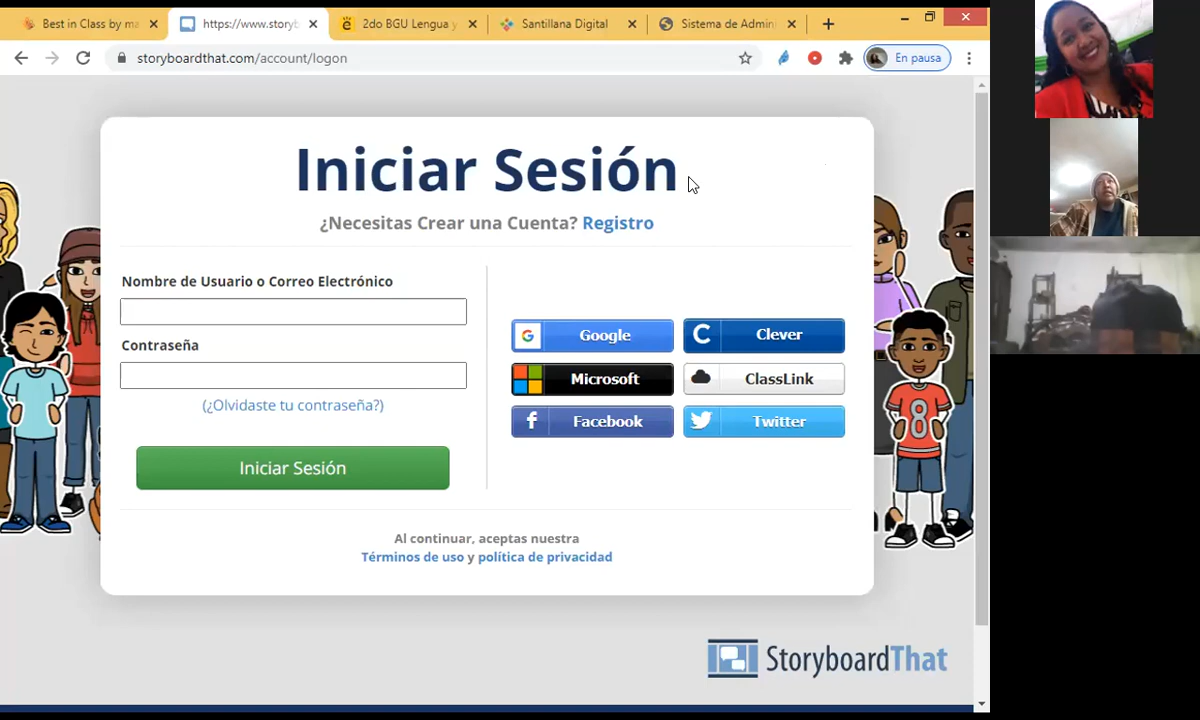 Best in Class by ma
https://www.storyb
2do BGU Lengua y
Santillana Digital
Sistema de Admin
storyboardthat.com/account/logon
En pausa
Iniciar Sesión
¿Necesitas Crear una Cuenta? Registro
Nombre de Usuario o Correo Electrónico
Contraseña
(¿Olvidaste tu contraseña?)
Iniciar Sesión
Google
Clever
Microsoft
ClassLink
Facebook
Twitter
Al continuar, aceptas nuestra
Términos de uso y política de privacidad
8
StoryboardThat